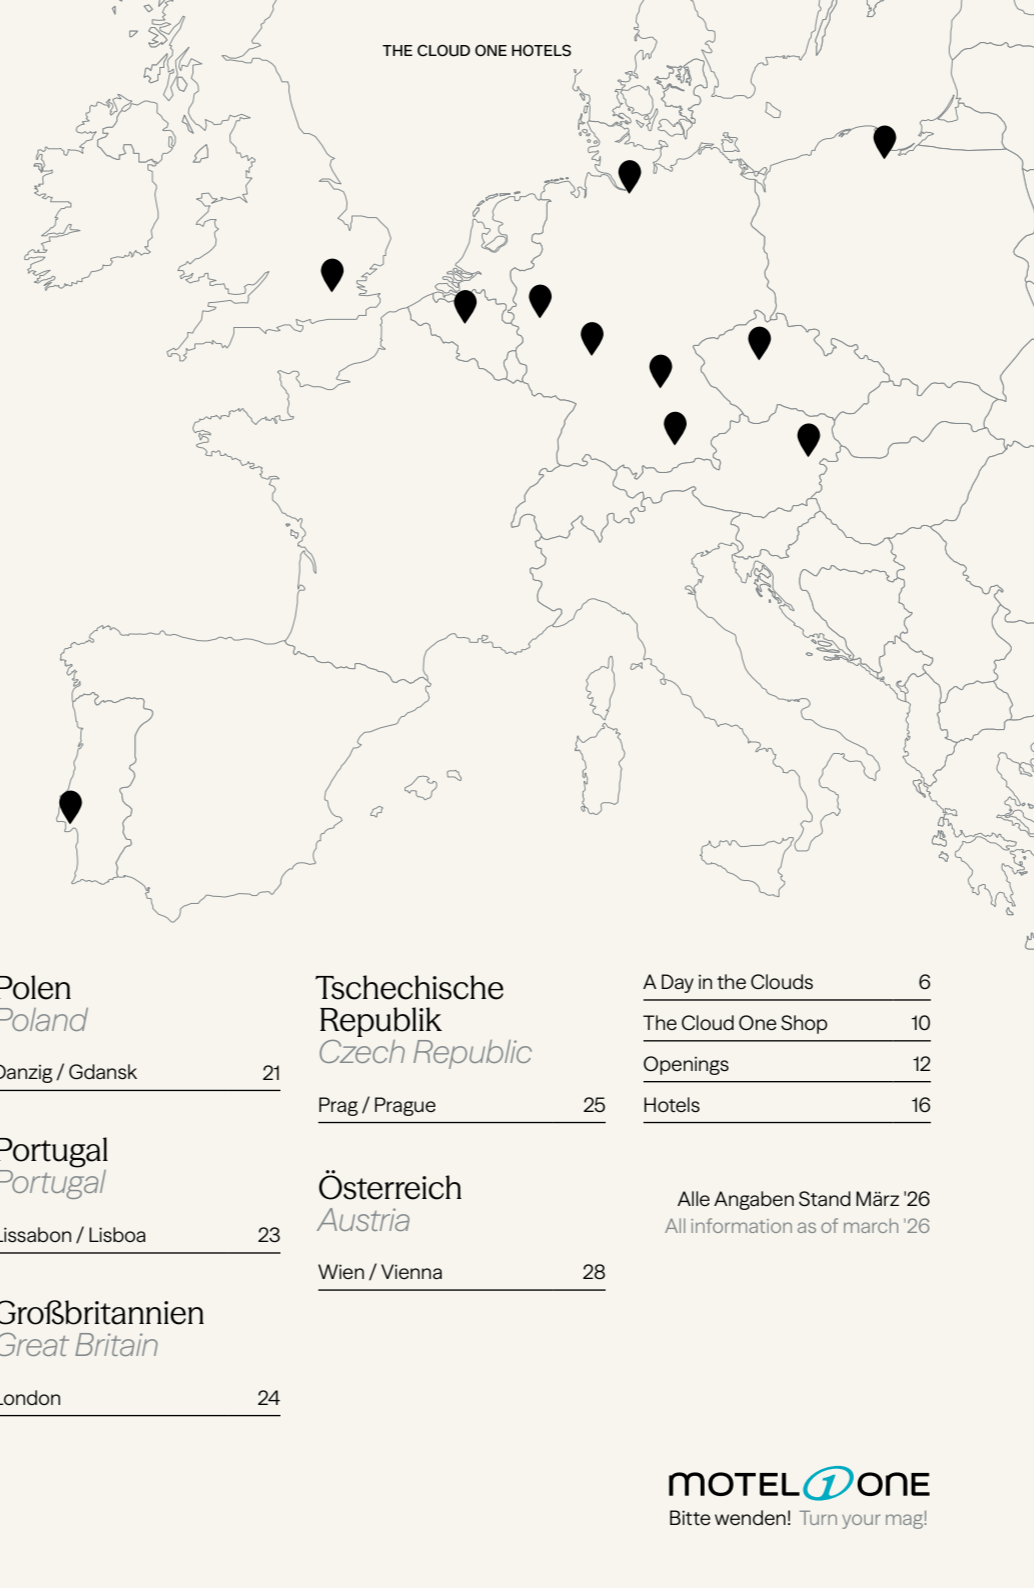 THE CLOUD ONE HOTELS
Polen
Poland
Danzig / Gdansk 21
Portugal
Portugal
Lissabon / Lisboa 23
Großbritannien
Great Britain
London 24
Tschechische
Republik
Czech Republic
Prag / Prague 25
Österreich
Austria
Wien / Vienna 28
A Day in the Clouds 6
The Cloud One Shop 10
Openings 12
Hotels 16
Alle Angaben Stand März '26
All information as of march '26
MOTEL ONE
Bitte wenden! Turn your mag!